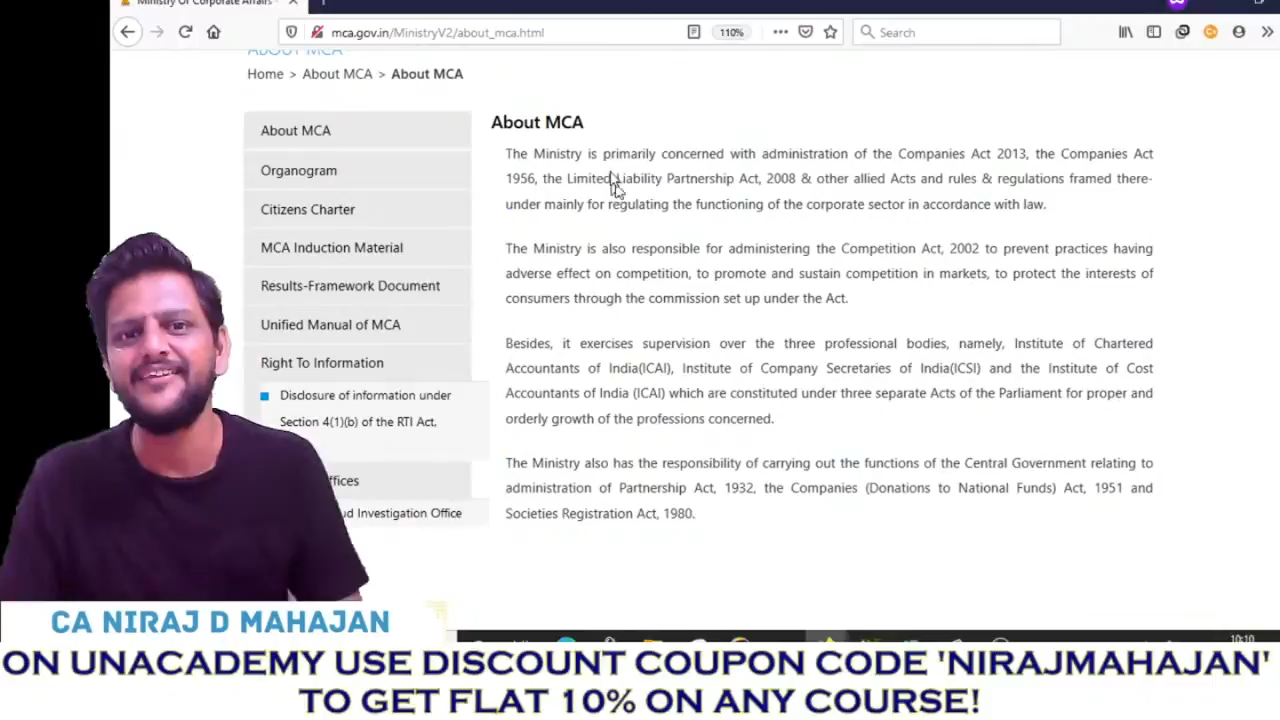 Ministry Of Corporate Affairs -
mca.gov.in/MinistryV2/about_mca.html
110%
Search
ABOUT MCA
Home > About MCA > About MCA
About MCA
Organogram
Citizens Charter
MCA Induction Material
Results-Framework Document
Unified Manual of MCA
Right To Information
Disclosure of information under
Section 4(1)(b) of the RTI Act,
ffices
ud Investigation Office
About MCA
The Ministry is primarily concerned with administration of the Companies Act 2013, the Companies Act
1956, the Limited Liability Partnership Act, 2008 & other allied Acts and rules & regulations framed there-
under mainly for regulating the functioning of the corporate sector in accordance with law.
The Ministry is also responsible for administering the Competition Act, 2002 to prevent practices having
adverse effect on competition, to promote and sustain competition in markets, to protect the interests of
consumers through the commission set up under the Act.
Besides, it exercises supervision over the three professional bodies, namely, Institute of Chartered
Accountants of India(ICAI), Institute of Company Secretaries of India(ICSI) and the Institute of Cost
Accountants of India (ICAI) which are constituted under three separate Acts of the Parliament for proper and
orderly growth of the professions concerned.
The Ministry also has the responsibility of carrying out the functions of the Central Government relating to
administration of Partnership Act, 1932, the Companies (Donations to National Funds) Act, 1951 and
Societies Registration Act, 1980.
CA NIRAJ D MAHAJAN
10:10
ON UNACADEMY USE DISCOUNT COUPON CODE 'NIRAJMAHAJAN'
TO GET FLAT 10% ON ANY COURSE!